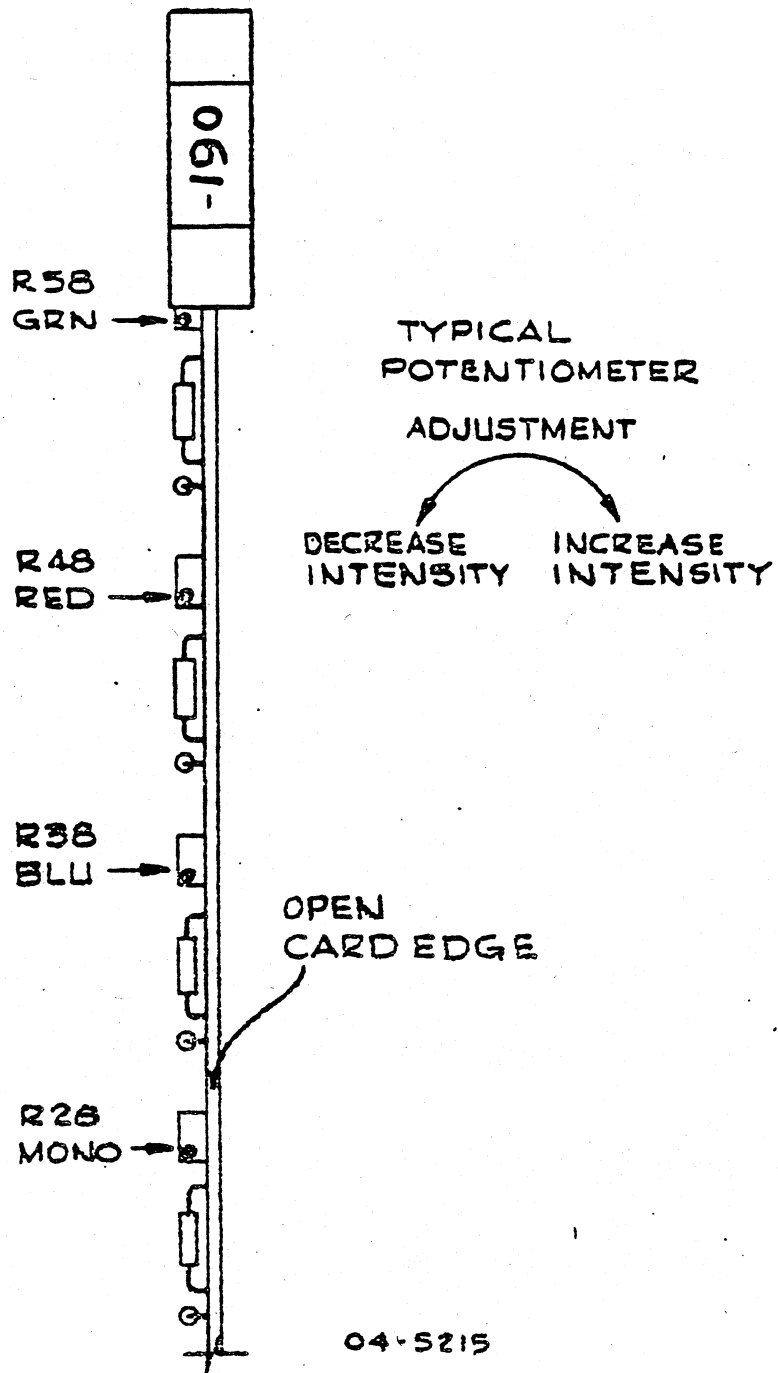 -190
R58
GRN
TYPICAL
POTENTIOMETER
ADJUSTMENT
DECREASE
INTENSITY
INCREASE
INTENSITY
R48
RED
R38
BLU
OPEN
CARD EDGE
R28
MONO
04-5215